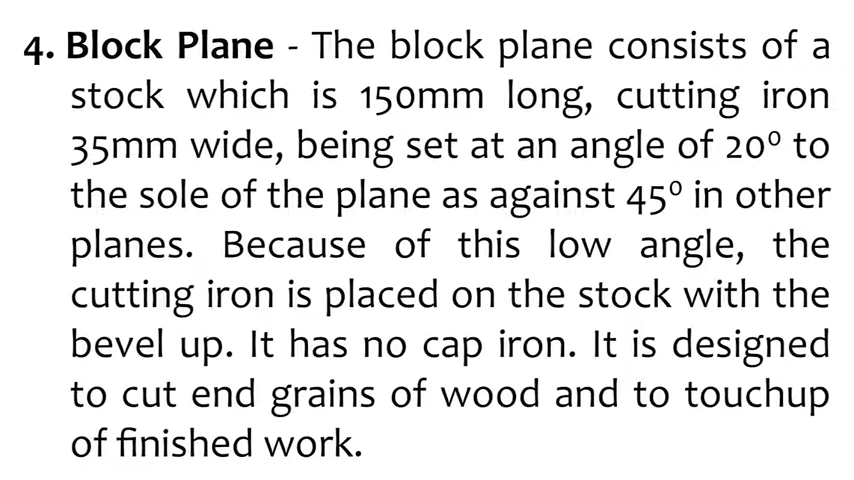 4. Block Plane - The block plane consists of a
stock which is 150mm long, cutting iron
35mm wide, being set at an angle of 20⁰ to
the sole of the plane as against 45⁰ in other
planes. Because of this low angle, the
cutting iron is placed on the stock with the
bevel up. It has no cap iron. It is designed
to cut end grains of wood and to touchup
of finished work.